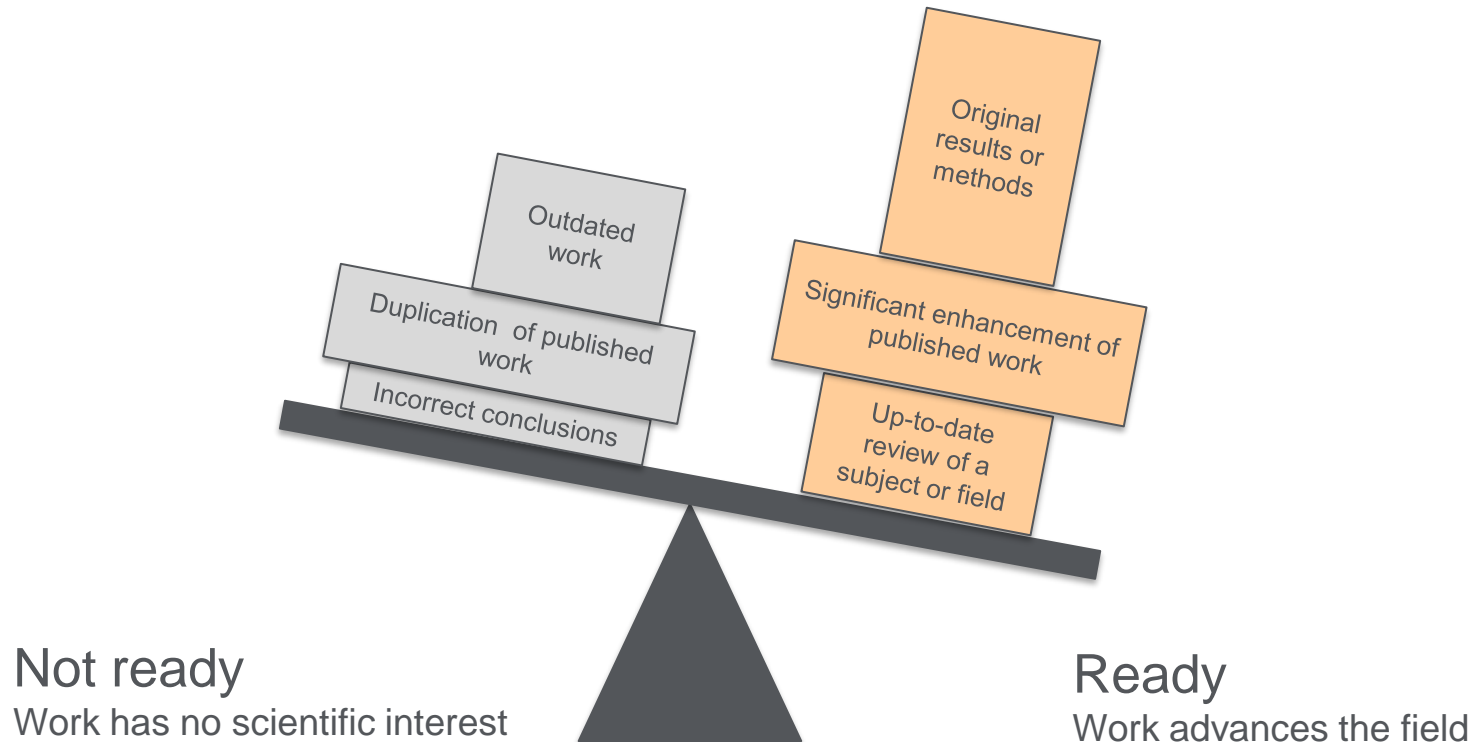 Outdated
work
Duplication  of published
work
Incorrect conclusions
Original
results or
methods
Significant enhancement of
published work
Up-to-date
review of a
subject or field
Not ready
Work has no scientific interest
Ready
Work advances the field